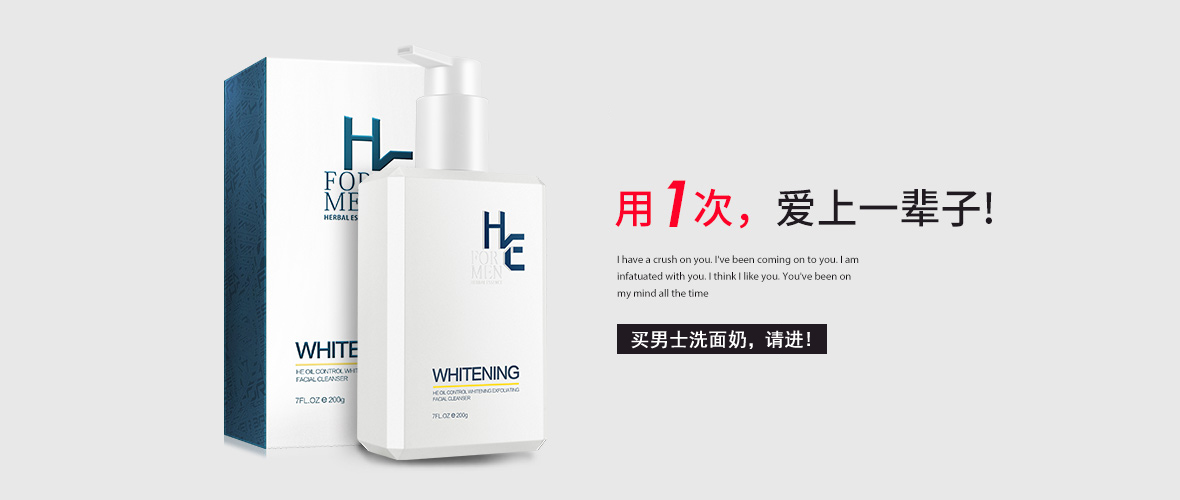 HE
FOR
MEN
HERBAL ES
WHITE
HE OIL CONTROL WHIT
FACIAL CLEANSER
7FL.OZ e 200g
HE
FOR
MEN
WHITENING
HE OIL CONTROL WHITENING EXFOLIATING
FACIAL CLEANSER
7FL.OZ e 200g
用1次，爱上一辈子!
I have a crush on you. I've been coming on to you. I am
infatuated with you. I think I like you. You've been on
my mind all the time
买男士洗面奶，请进！